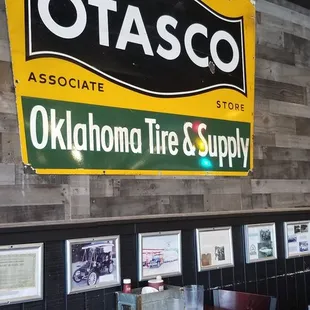 OTASCO
ASSOCIATE
STORE
Oklahoma Tire & Supply